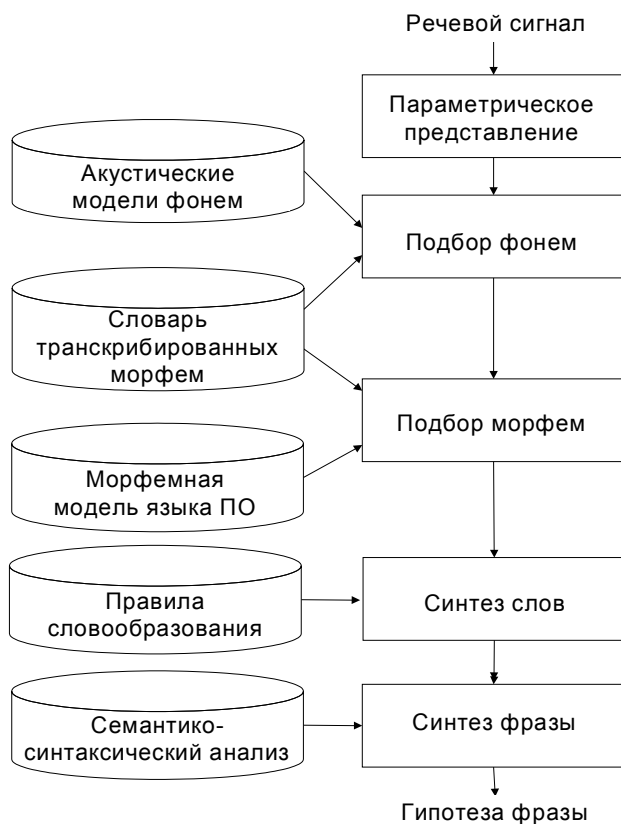 Речевой сигнал
Параметрическое
представление
Акустические
модели фонем
Подбор фонем
Словарь
транскрибированных
морфем
Подбор морфем
Морфемная
модель языка ПО
Правила
словообразования
Синтез слов
Семантико-
синтаксический анализ
Синтез фразы
Гипотеза фразы